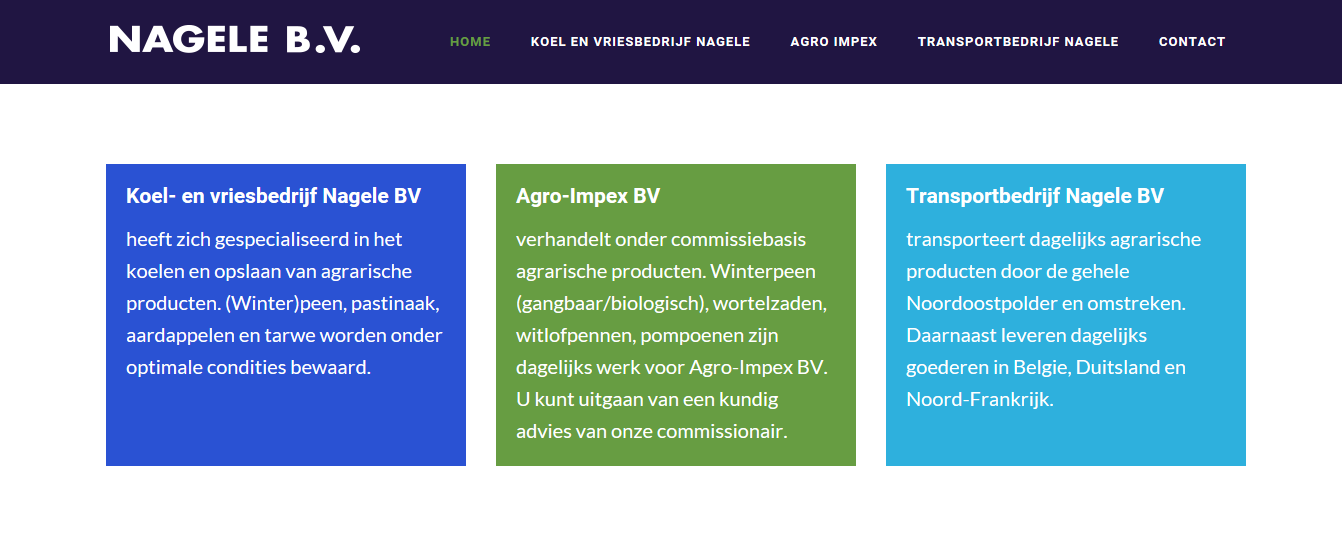 NAGELE B.V.
HOME KOEL EN VRIESBEDRIJF NAGELE AGRO IMPEX TRANSPORTBEDRIJF NAGELE CONTACT
Koel- en vriesbedrijf Nagele BV
heeft zich gespecialiseerd in het
koelen en opslaan van agrarische
producten. (Winter)peen, pastinaak,
aardappelen en tarwe worden onder
optimale condities bewaard.
Agro-Impex BV
verhandelt onder commissiebasis
agrarische producten. Winterpeen
(gangbaar/biologisch), wortelzaden,
witlofpennen, pompoenen zijn
dagelijks werk voor Agro-Impex BV.
U kunt uitgaan van een kundig
advies van onze commissionair.
Transportbedrijf Nagele BV
transporteert dagelijks agrarische
producten door de gehele
Noordoostpolder en omstreken.
Daarnaast leveren dagelijks
goederen in Belgie, Duitsland en
Noord-Frankrijk.